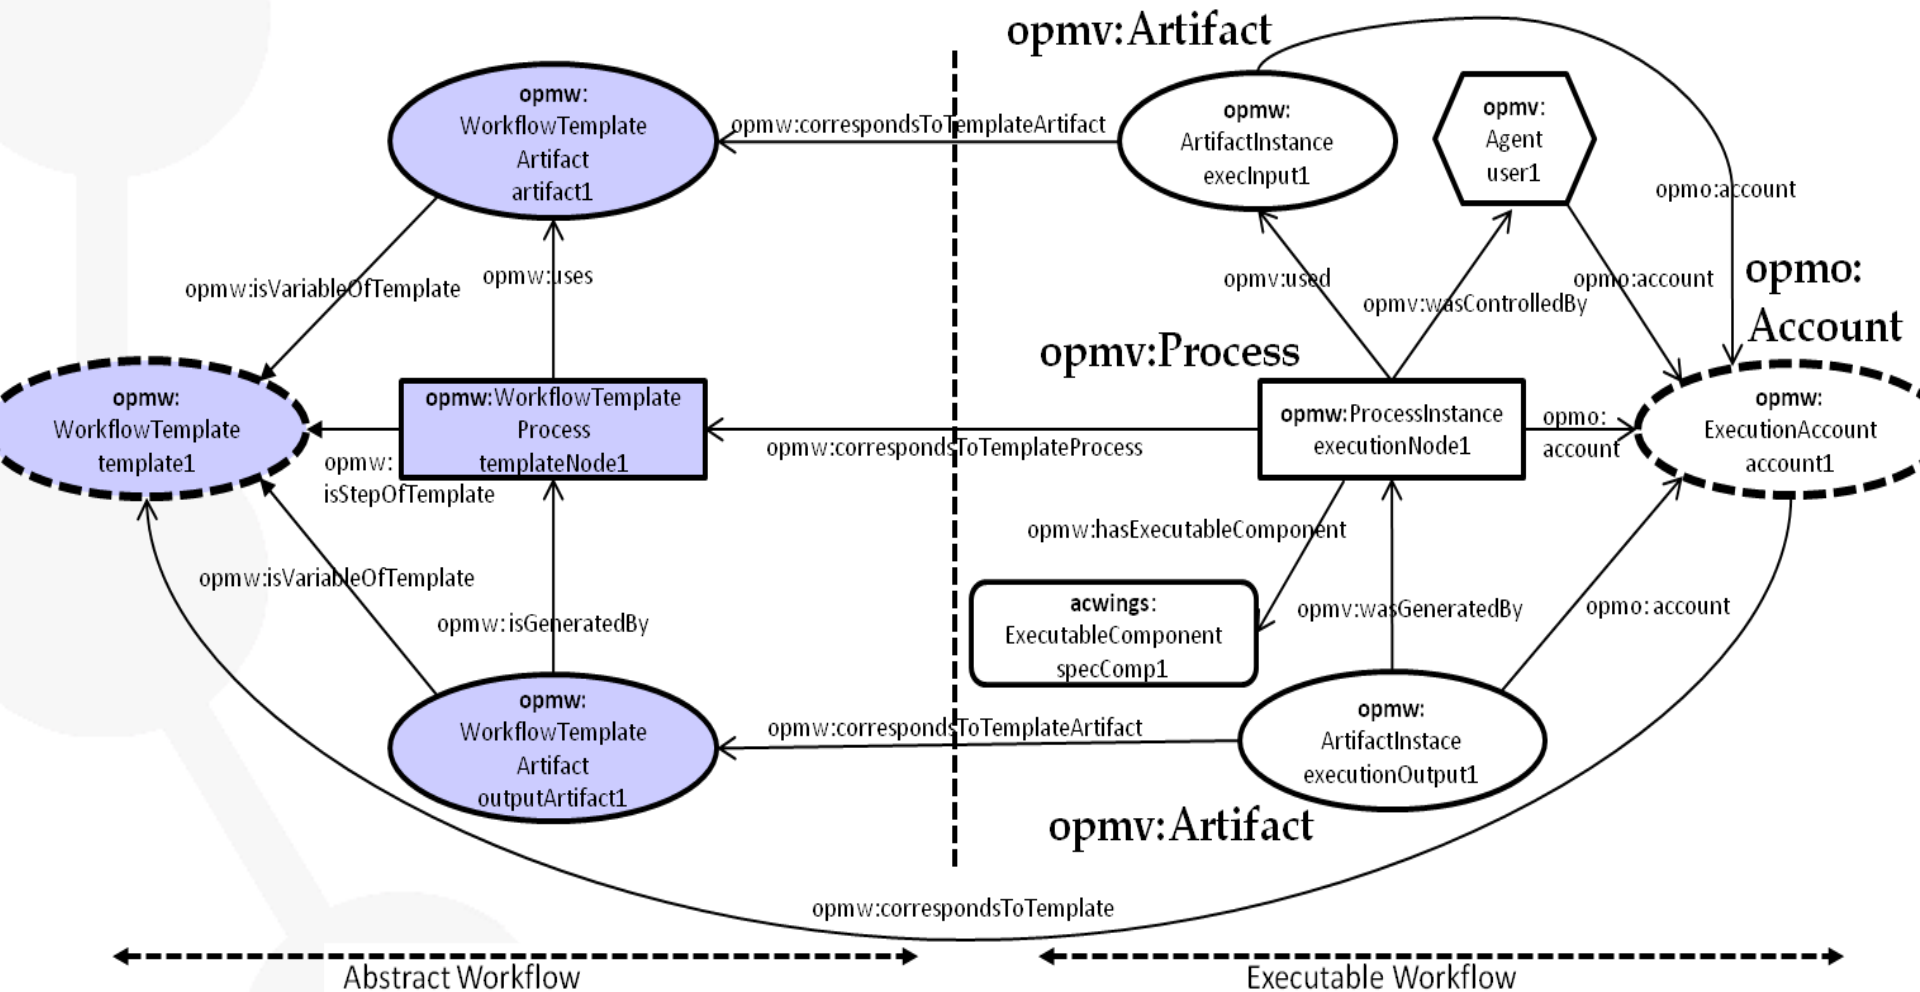 opmv:Artifact
opmw:
WorkflowTemplate
Artifact
artifact1
opmw:correspondsToTemplateArtifact
opmw:
ArtifactInstance
execInput1
opmv:
Agent
user1
opmo:account
opmw:isVariableOfTemplate
opmw:uses
opmv:used
opmv:wasControlledBy
opmo:account
opmo:
Account
opmv:Process
opmw:
WorkflowTemplate
template1
opmw:WorkflowTemplate
Process
templateNode1
opmw:
isStepOfTemplate
opmw:correspondsToTemplateProcess
opmw:ProcessInstance
executionNode1
opmo:
account
opmw:
ExecutionAccount
account1
opmw:hasExecutableComponent
opmw:isVariableOfTemplate
opmw:isGeneratedBy
acwings:
ExecutableComponent
specComp1
opmv:wasGeneratedBy
opmo:account
opmw:
WorkflowTemplate
Artifact
outputArtifact1
opmw:correspondsToTemplateArtifact
opmw:
ArtifactInstace
executionOutput1
opmv:Artifact
opmw:correspondsToTemplate
Abstract Workflow
Executable Workflow